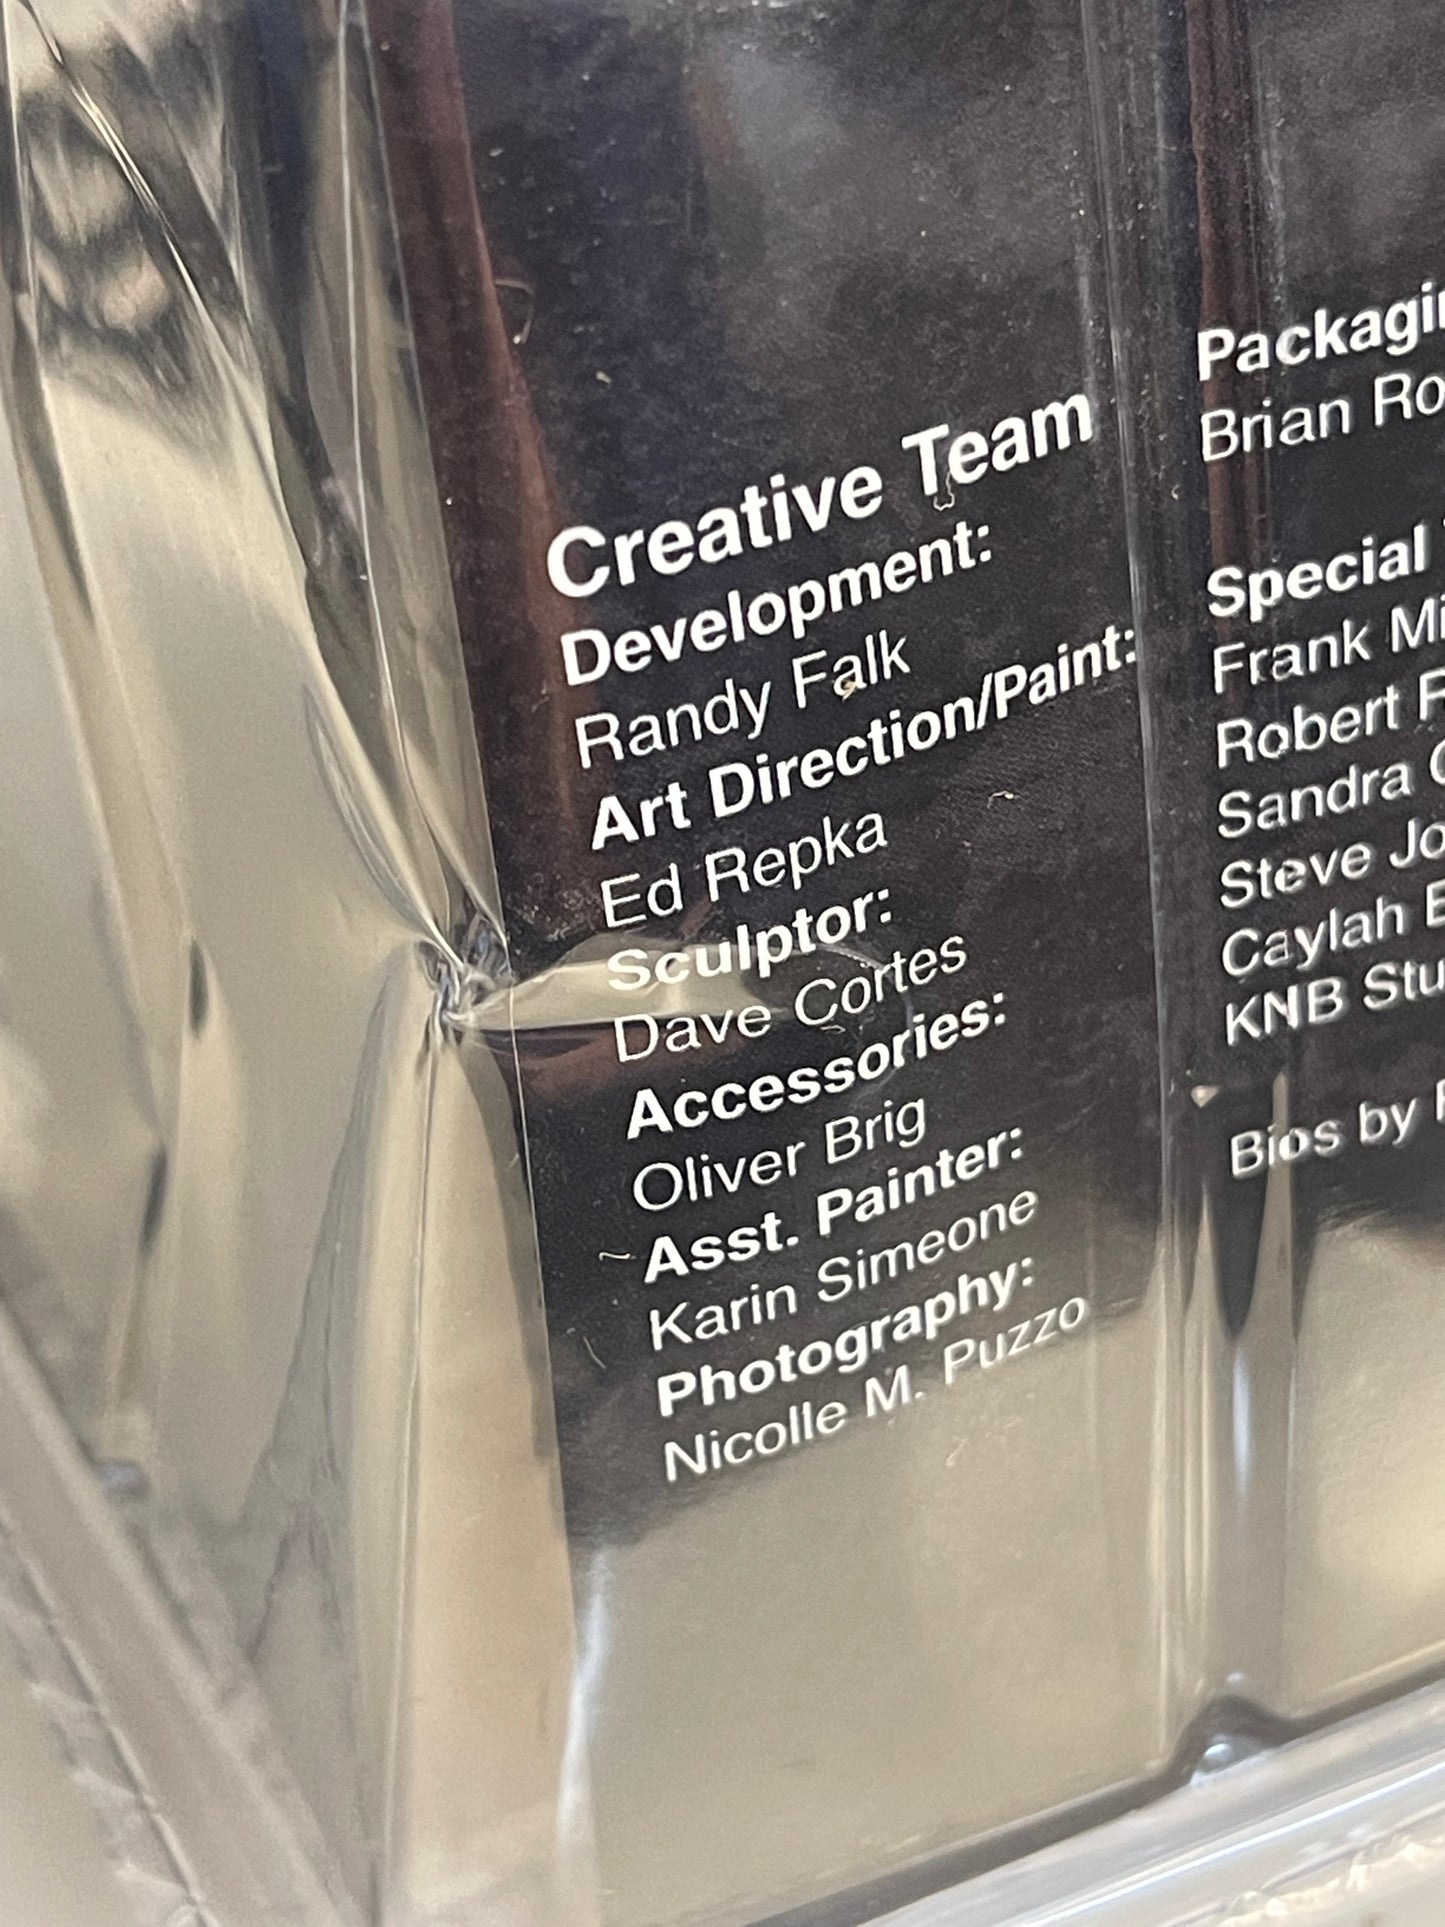 Creative Team
Development:
Randy Falk
Art Direction/Paint:
Ed Repka
Sculptor:
Dave Cortes
Accessories:
Oliver Brig
Asst. Painter:
Karin Simeone
Photography:
Nicolle M. Puzzo
Brian
Special
Frank
Robert
Sandra
Steve
Caylah
KNB
Bios by